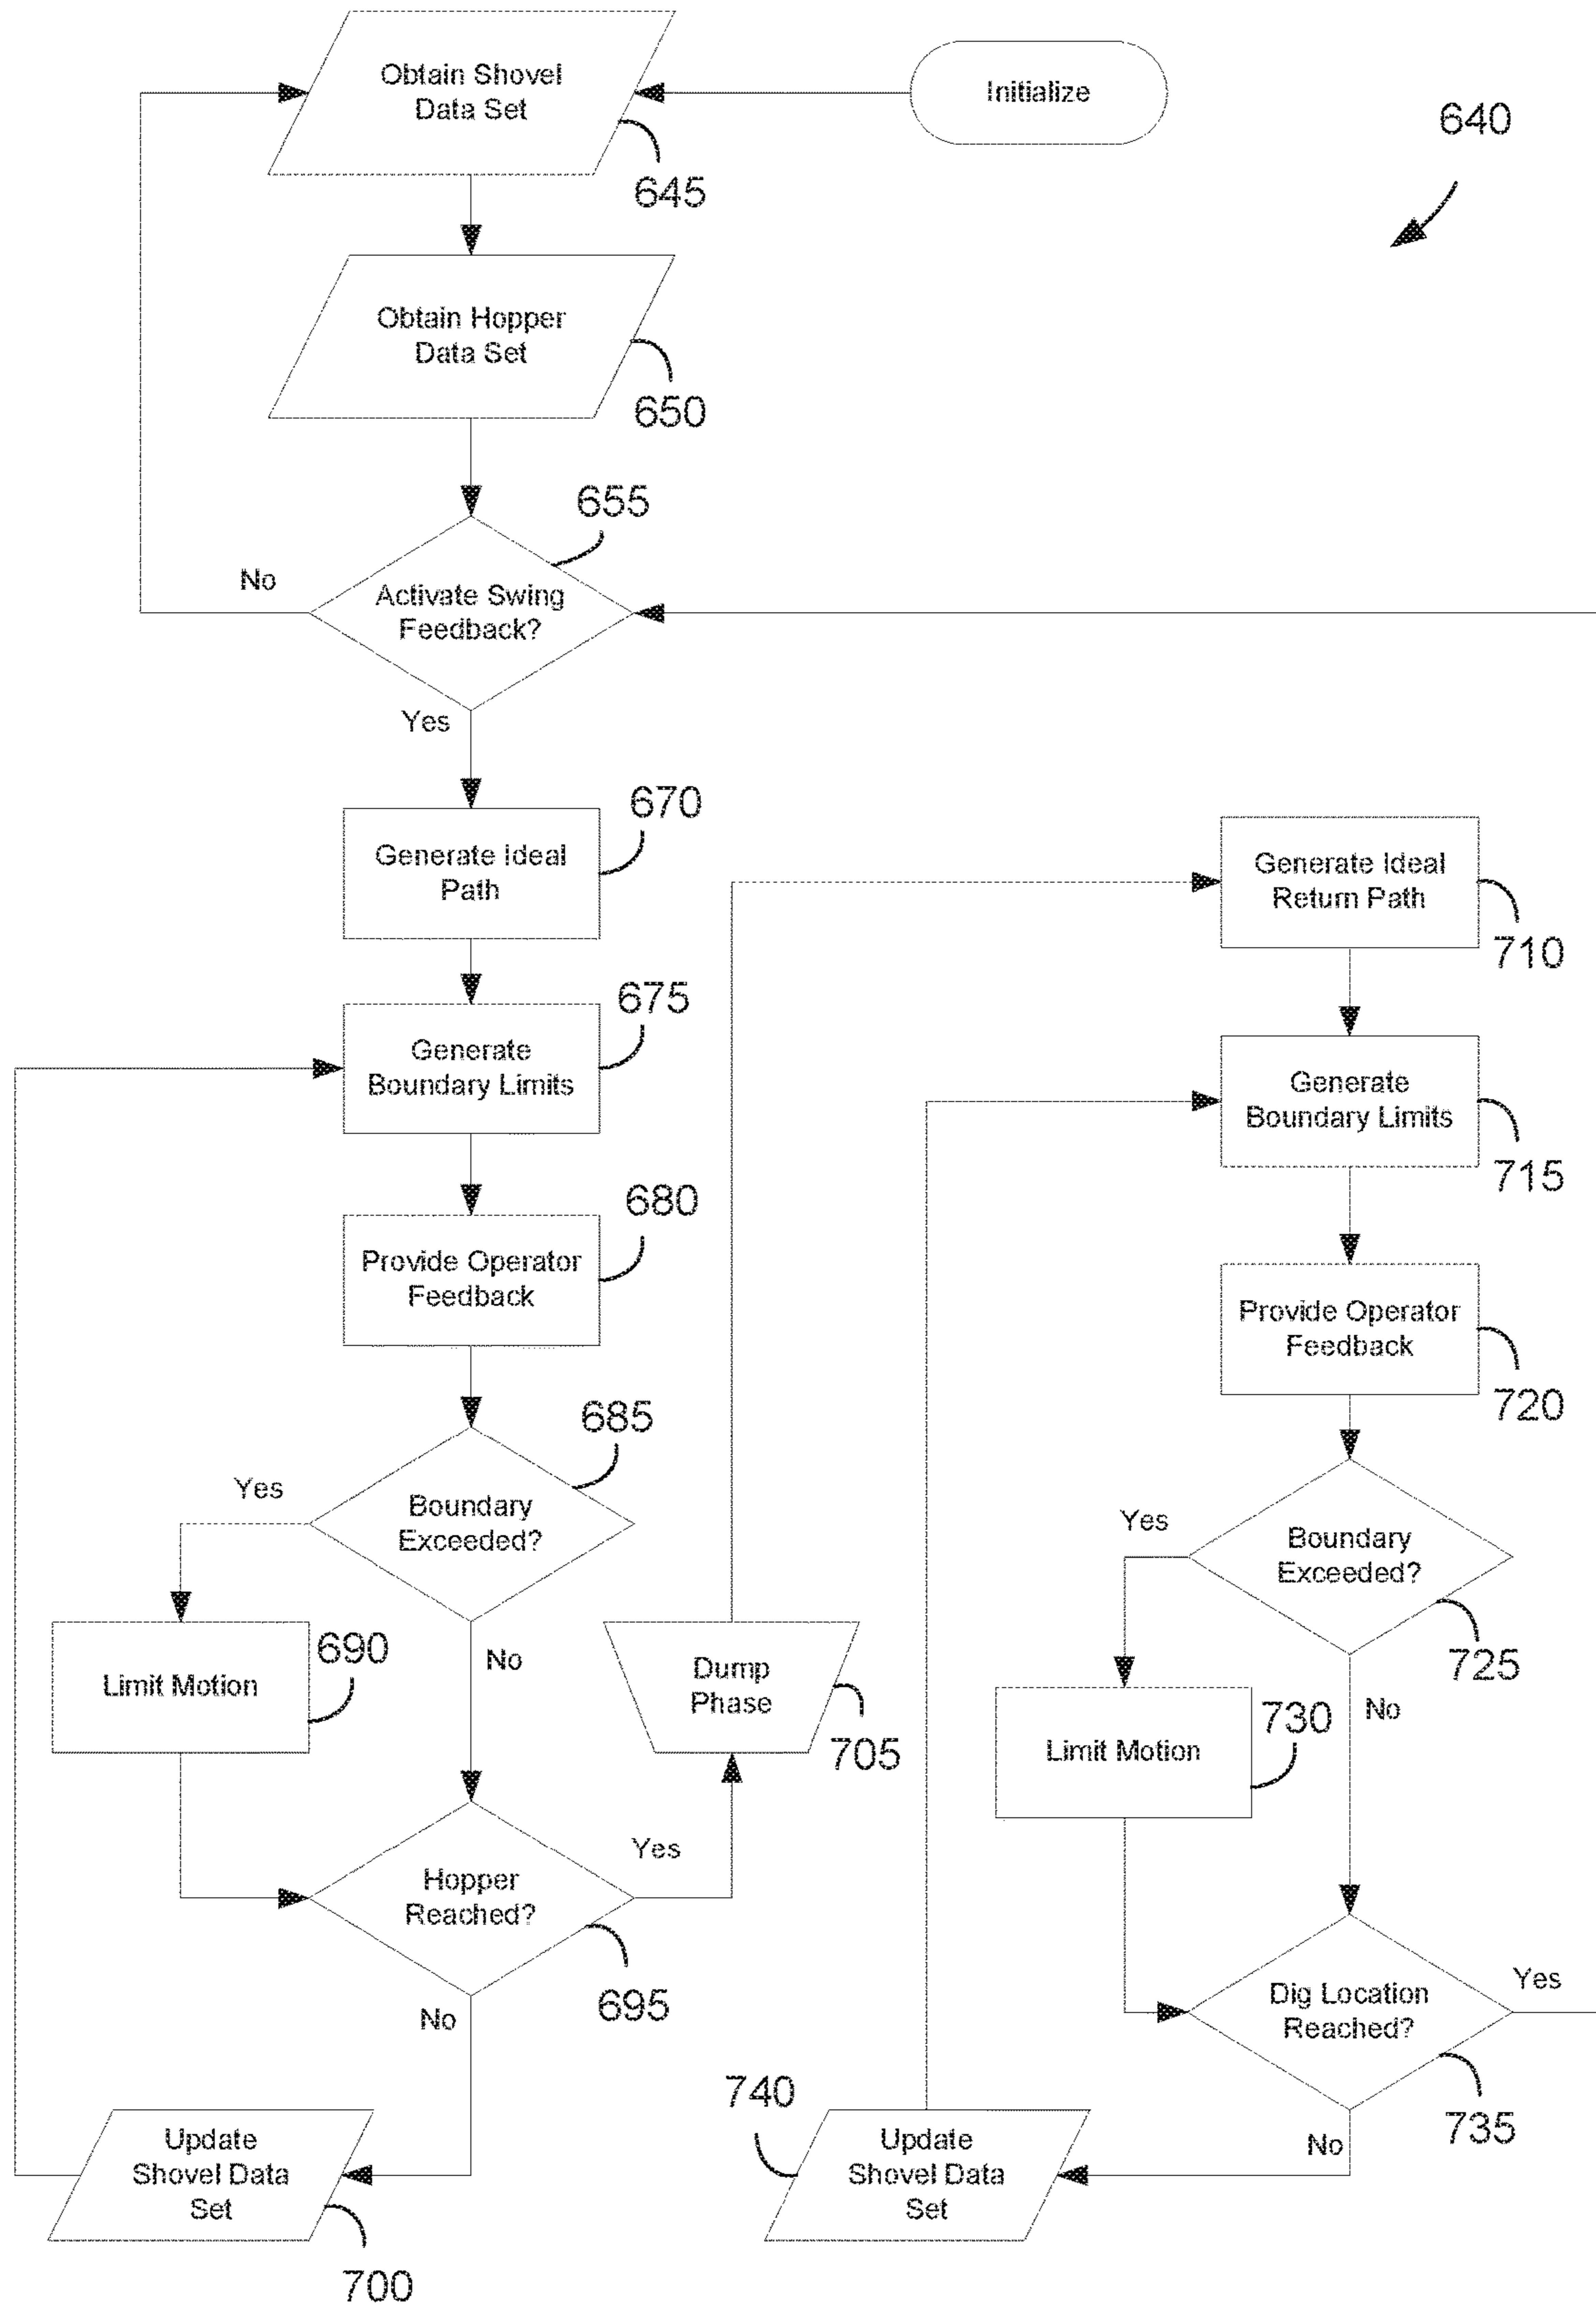 Obtain Shovel
Data Set
645
Initialize
640
Obtain Hopper
Data Set
650
655
No
Activate Swing
Feedback?
Yes
670
Generate Ideal
Path
675
Generate
Boundary Limits
680
Provide Operator
Feedback
685
Yes
Boundary
Exceeded?
No
690
Limit Motion
Dump
Phase
705
Yes
Hopper
Reached?
695
No
Update
Shovel Data
Set
700
Generate Ideal
Return Path
710
Generate
Boundary Limits
715
Provide Operator
Feedback
720
Yes
Boundary
Exceeded?
725
No
730
Limit Motion
Yes
Dig Location
Reached?
735
No
740
Update
Shovel Data
Set